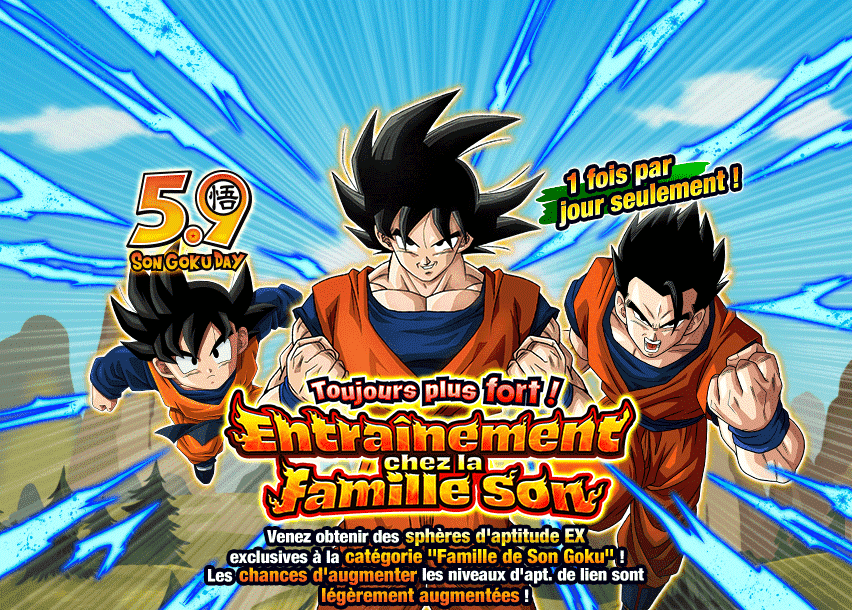 5.9
悟
SON GOKU DAY
1 fois par
jour seulement !
Toujours plus fort !
Entraînement
chez la
famille Son
Venez obtenir des sphères d'aptitude EX
exclusives à la catégorie "Famille de Son Goku" !
Les chances d'augmenter les niveaux d'apt. de lien sont
légèrement augmentées !